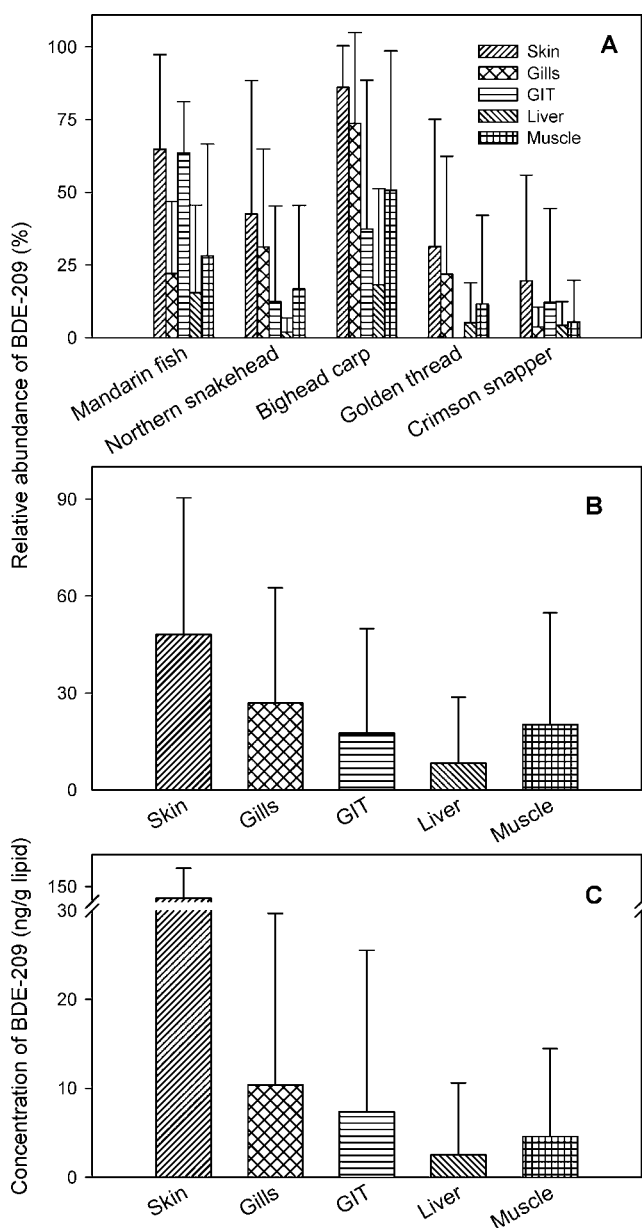 A
Skin
Gills
GIT
Liver
Muscle
100
75
50
25
0
Mandarin fish
Northern snakehead
Bighead carp
Golden thread
Crimson snapper
Relative abundance of BDE-209 (%)
B
90
60
30
0
Skin
Gills
GIT
Liver
Muscle
C
150
30
20
10
0
Concentration of BDE-209 (ng/g lipid)
Skin
Gills
GIT
Liver
Muscle